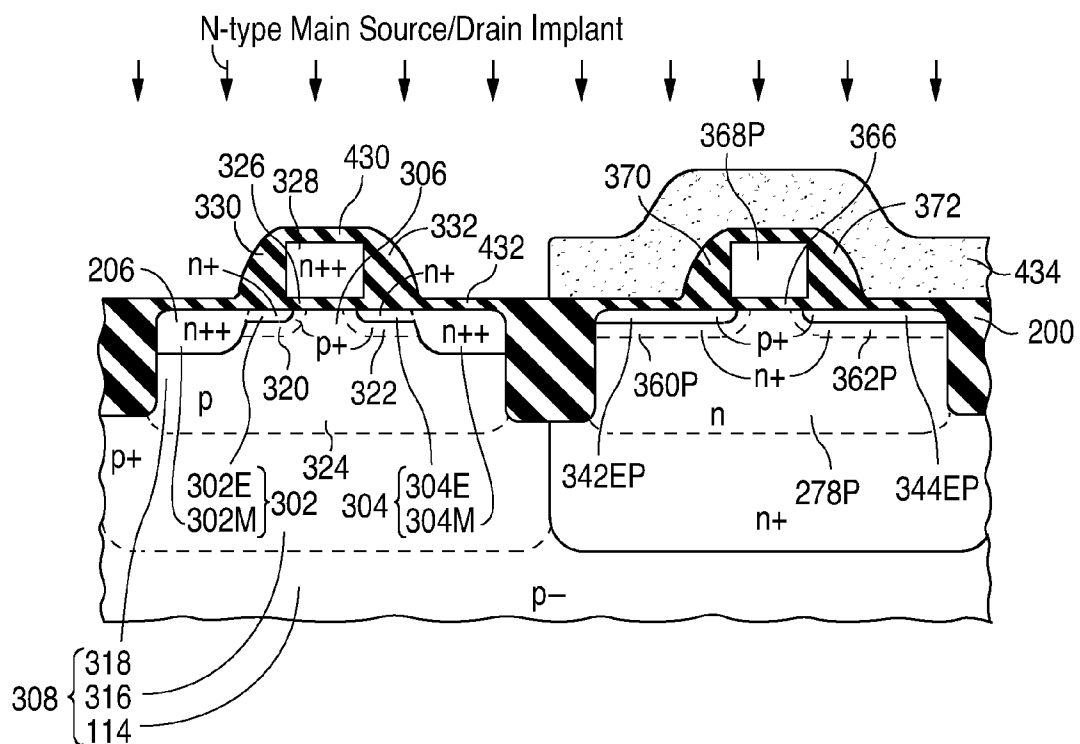 N-type Main Source/Drain Implant
368P
366
326
328
430
306
370
372
330
332
n+
n++
n+
432
206
434
n++
n++
200
p+
p+
320
322
360P
n+
362P
p
n
p+
324
342EP
278P
344EP
302E
302M
302
304
304E
304M
n+
p–
308
318
316
114